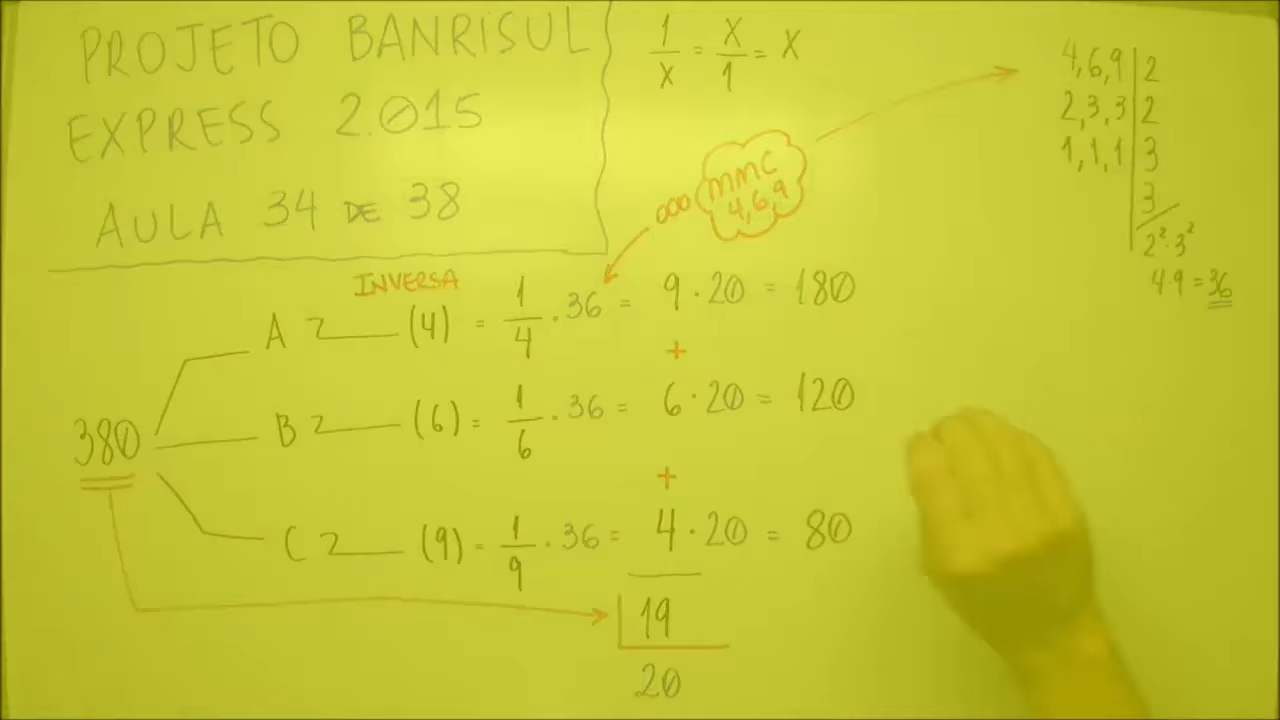 PROJETO BANRISUL
EXPRESS 2.015
AULA 34 DE 38
1/x = x/1 = x
MMC
4,6,9
4,6,9 | 2
2,3,3 | 2
1,1,1 | 3
3
2²·3²
4·9 = 36
INVERSA
A 2 (4) = 1/4 · 36 = 9 · 20 = 180
+
380
B 2 (6) = 1/6 · 36 = 6 · 20 = 120
+
C 2 (9) = 1/9 · 36 = 4 · 20 = 80
19
20